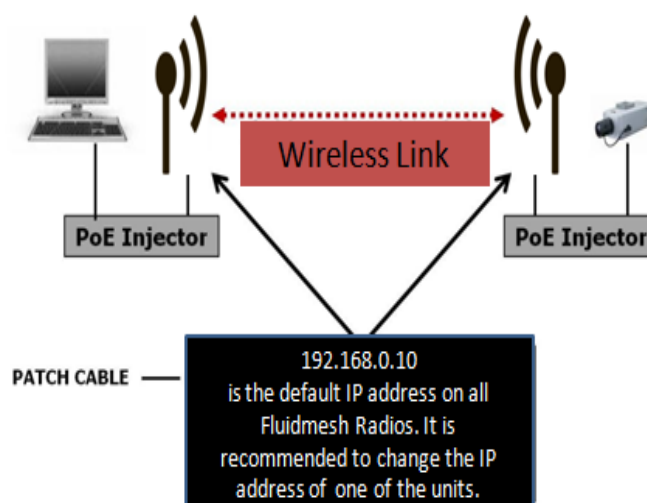 Wireless Link
PoE Injector
PoE Injector
PATCH CABLE
192.168.0.10
is the default IP address on all
Fluidmesh Radios. It is
recommended to change the IP
address of one of the units.